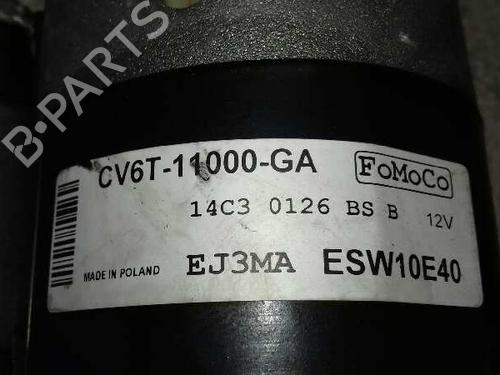 B·PARTS
CV6T-11000-GA FoMoCo
14C3 0126 BS B 12V
MADE IN POLAND EJ3MA ESW10E40